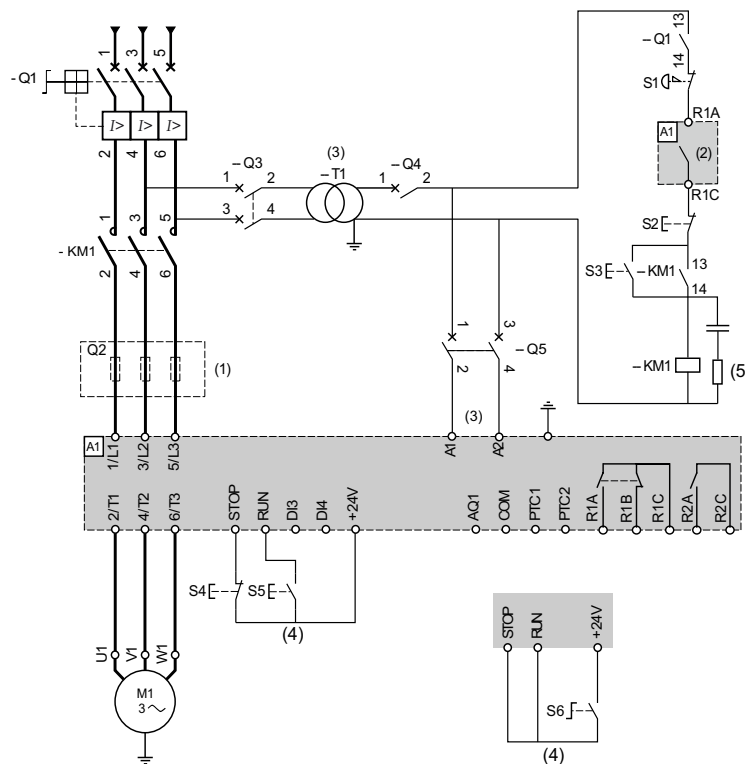 1 3 5
- Q1
I> I> I>
2 4 6
- Q3
1 2
3 4
(3)
- T1
- Q4
1 2
13
- Q1
14
S1
R1A
A1
(2)
R1C
S2
S3
- KM1
13
14
- KM1
(5
1 3 5
- KM1
2 4 6
Q2
(1)
1 3
- Q5
2 4
(3)
A1
1/L1 3/L2 5/L3
A1 A2
2/T1 4/T2 6/T3
STOP RUN DI3 DI4 +24V
AQ1 COM PTC1 PTC2
R1A R1B R1C R2A R2C
S4 S5
(4)
U1 V1 W1
M1
3
STOP RUN +24V
S6
(4)